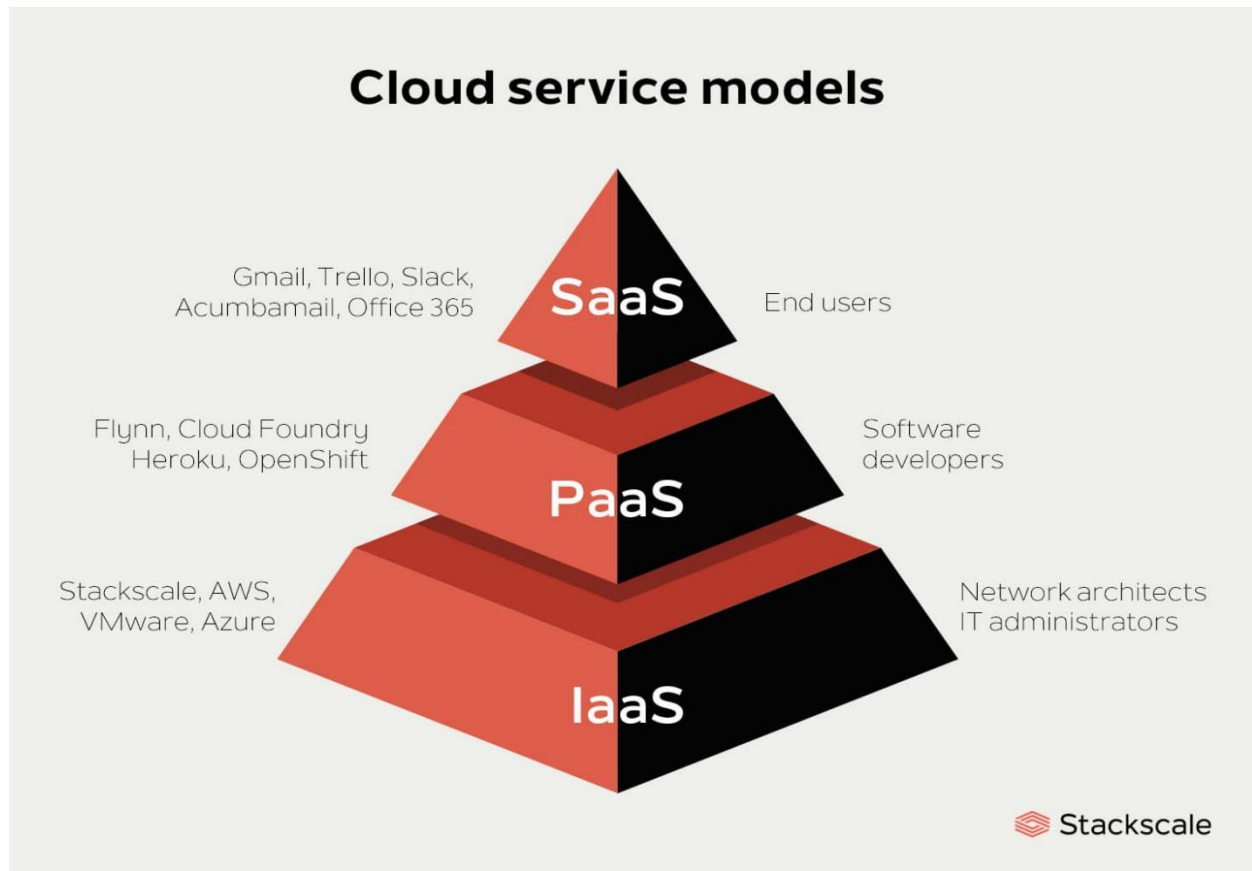 Cloud service models
Gmail, Trello, Slack,
Acumbamail, Office 365
SaaS
End users
Flynn, Cloud Foundry
Heroku, OpenShift
PaaS
Software
developers
Stackscale, AWS,
VMware, Azure
IaaS
Network architects
IT administrators
Stackscale